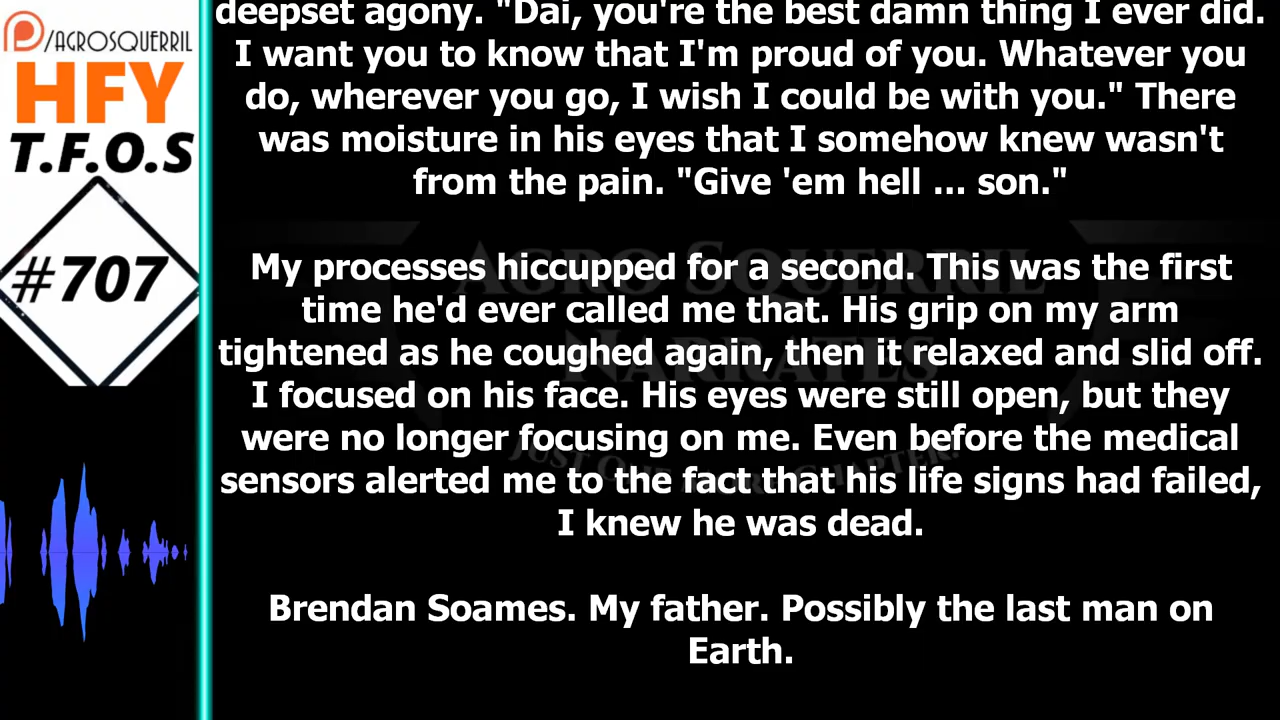 /AGROSQUERRIL
HFY
T.F.O.S
#707
deepset agony. "Dai, you're the best damn thing I ever did.
I want you to know that I'm proud of you. Whatever you
do, wherever you go, I wish I could be with you." There
was moisture in his eyes that I somehow knew wasn't
from the pain. "Give 'em hell ... son."
My processes hiccupped for a second. This was the first
time he'd ever called me that. His grip on my arm
tightened as he coughed again, then it relaxed and slid off.
I focused on his face. His eyes were still open, but they
were no longer focusing on me. Even before the medical
sensors alerted me to the fact that his life signs had failed,
I knew he was dead.
Brendan Soames. My father. Possibly the last man on
Earth.
AGRO SQUERRIL
NARRATES